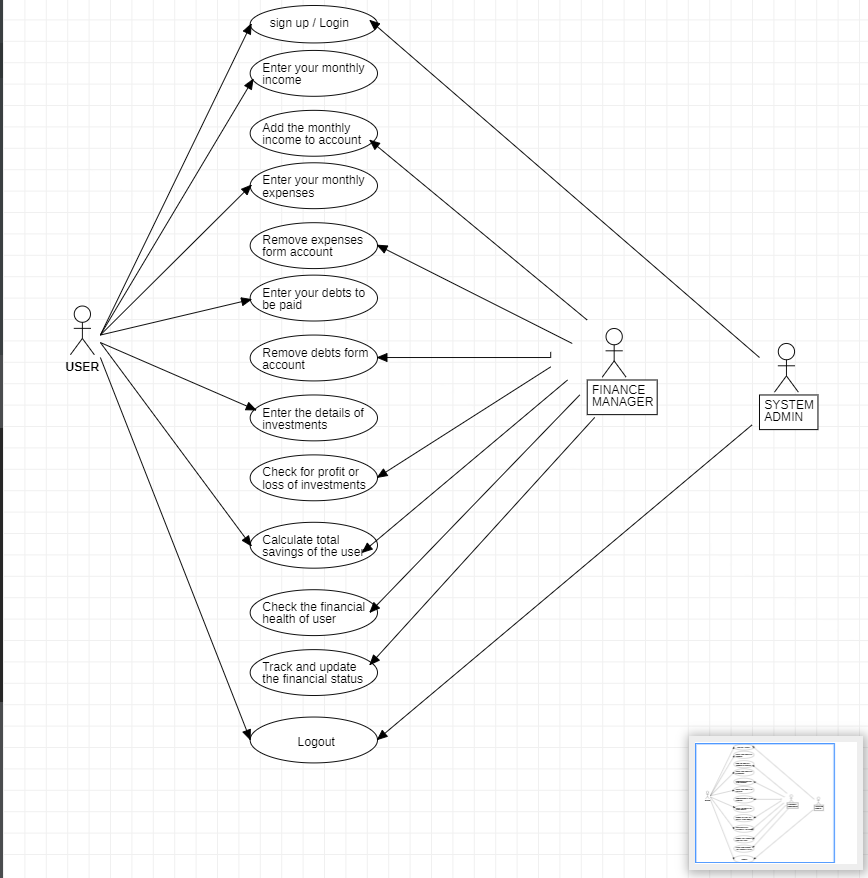 sign up / Login
Enter your monthly
income
Add the monthly
income to account
Enter your monthly
expenses
Remove expenses
form account
Enter your debts to
be paid
Remove debts form
account
Enter the details of
investments
Check for profit or
loss of investments
Calculate total
savings of the user
Check the financial
health of user
Track and update
the financial status
Logout
USER
FINANCE
MANAGER
SYSTEM
ADMIN